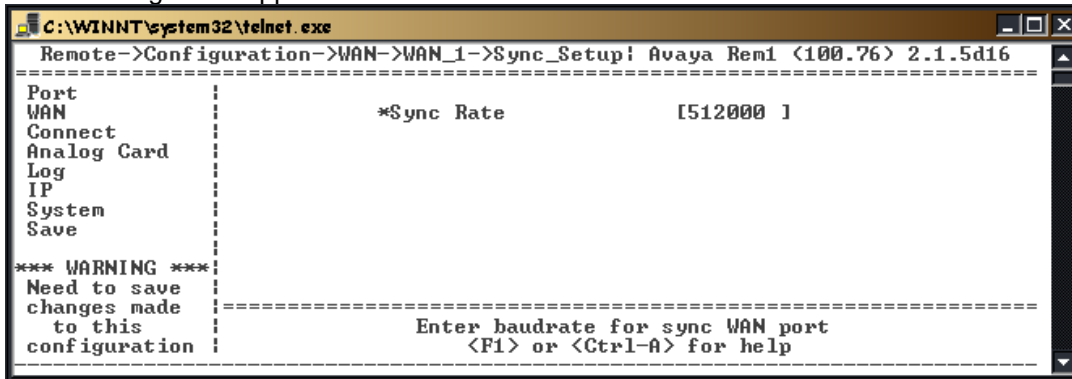 C:\WINNT\system32\telnet.exe
Remote->Configuration->WAN->WAN_1->Sync_Setup¦ Avaya Rem1 (100.76) 2.1.5d16
================================================================================
Port ¦
WAN ¦ *Sync Rate [512000 ]
Connect ¦
Analog Card ¦
Log ¦
IP ¦
System ¦
Save ¦
*** WARNING ***¦
Need to save ¦
changes made ¦================================================================
to this ¦ Enter baudrate for sync WAN port
configuration ¦ <F1> or <Ctrl-A> for help